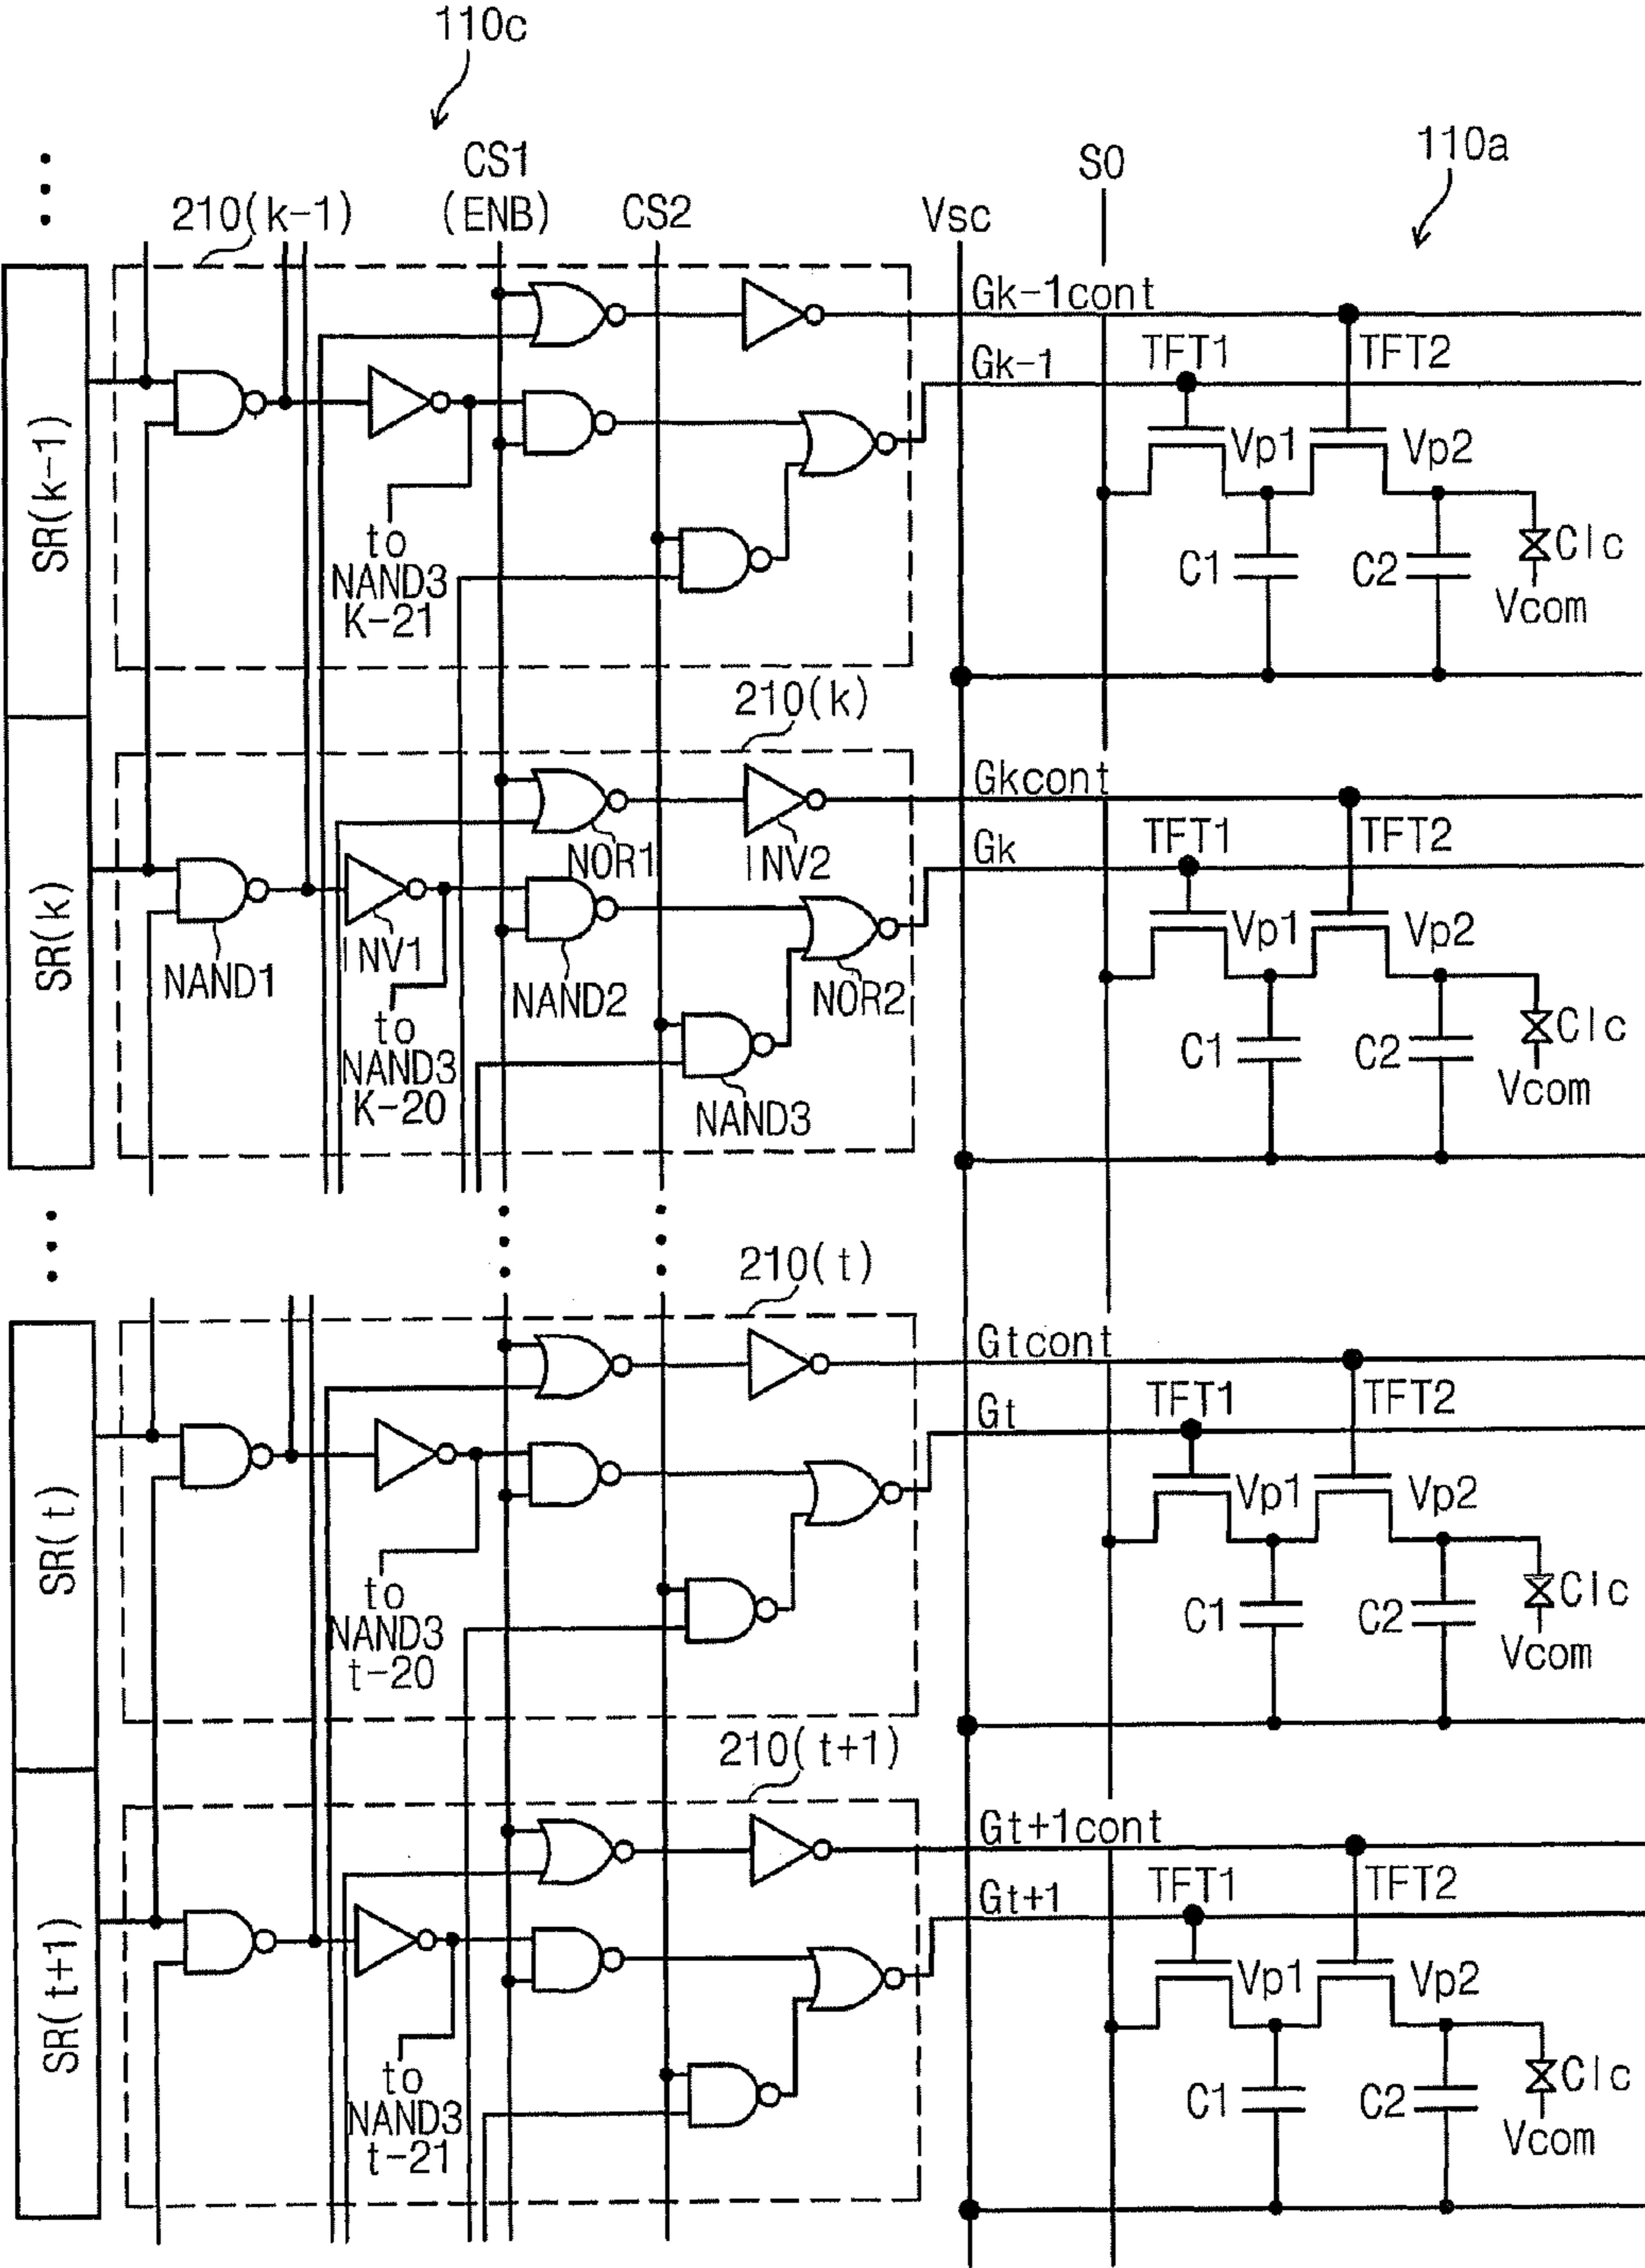 110c
CS1
(ENB)
CS2
S0
110a
Vsc
210(k-1)
SR(k-1)
to
NAND3
K-21
Gk-1cont
Gk-1
TFT1
TFT2
Vp1
Vp2
C1
C2
Clc
Vcom
210(k)
SR(k)
NAND1
INV1
to
NAND3
K-20
NOR1
INV2
NAND2
NOR2
NAND3
Gkcont
Gk
TFT1
TFT2
Vp1
Vp2
C1
C2
Clc
Vcom
210(t)
SR(t)
to
NAND3
t-20
Gtcont
Gt
TFT1
TFT2
Vp1
Vp2
C1
C2
Clc
Vcom
210(t+1)
SR(t+1)
to
NAND3
t-21
Gt+1cont
Gt+1
TFT1
TFT2
Vp1
Vp2
C1
C2
Clc
Vcom